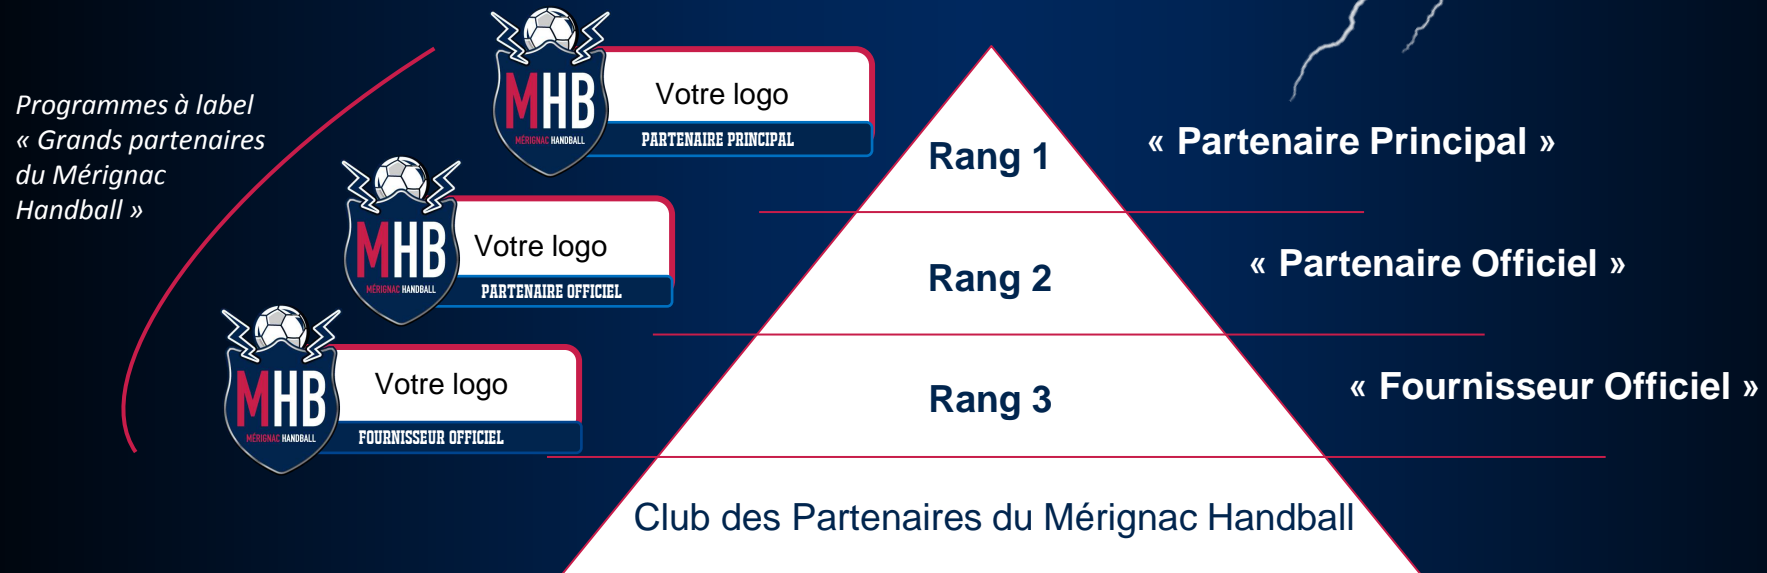 Programmes à label
« Grands partenaires
du Mérignac
Handball »
MHB
MÉRIGNAC HANDBALL
Votre logo
PARTENAIRE PRINCIPAL
Rang 1
« Partenaire Principal »
MHB
MÉRIGNAC HANDBALL
Votre logo
PARTENAIRE OFFICIEL
Rang 2
« Partenaire Officiel »
MHB
MÉRIGNAC HANDBALL
Votre logo
FOURNISSEUR OFFICIEL
Rang 3
« Fournisseur Officiel »
Club des Partenaires du Mérignac Handball